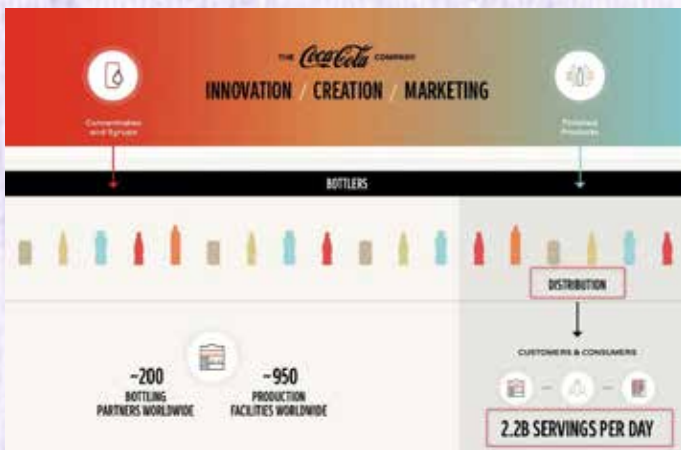 THE Coca-Cola COMPANY
INNOVATION / CREATION / MARKETING
Concentrates
and Syrups
Finished
Products
BOTTLERS
DISTRIBUTION
CUSTOMERS & CONSUMERS
~200
BOTTLING
PARTNERS WORLDWIDE
~950
PRODUCTION
FACILITIES WORLDWIDE
2.2B SERVINGS PER DAY